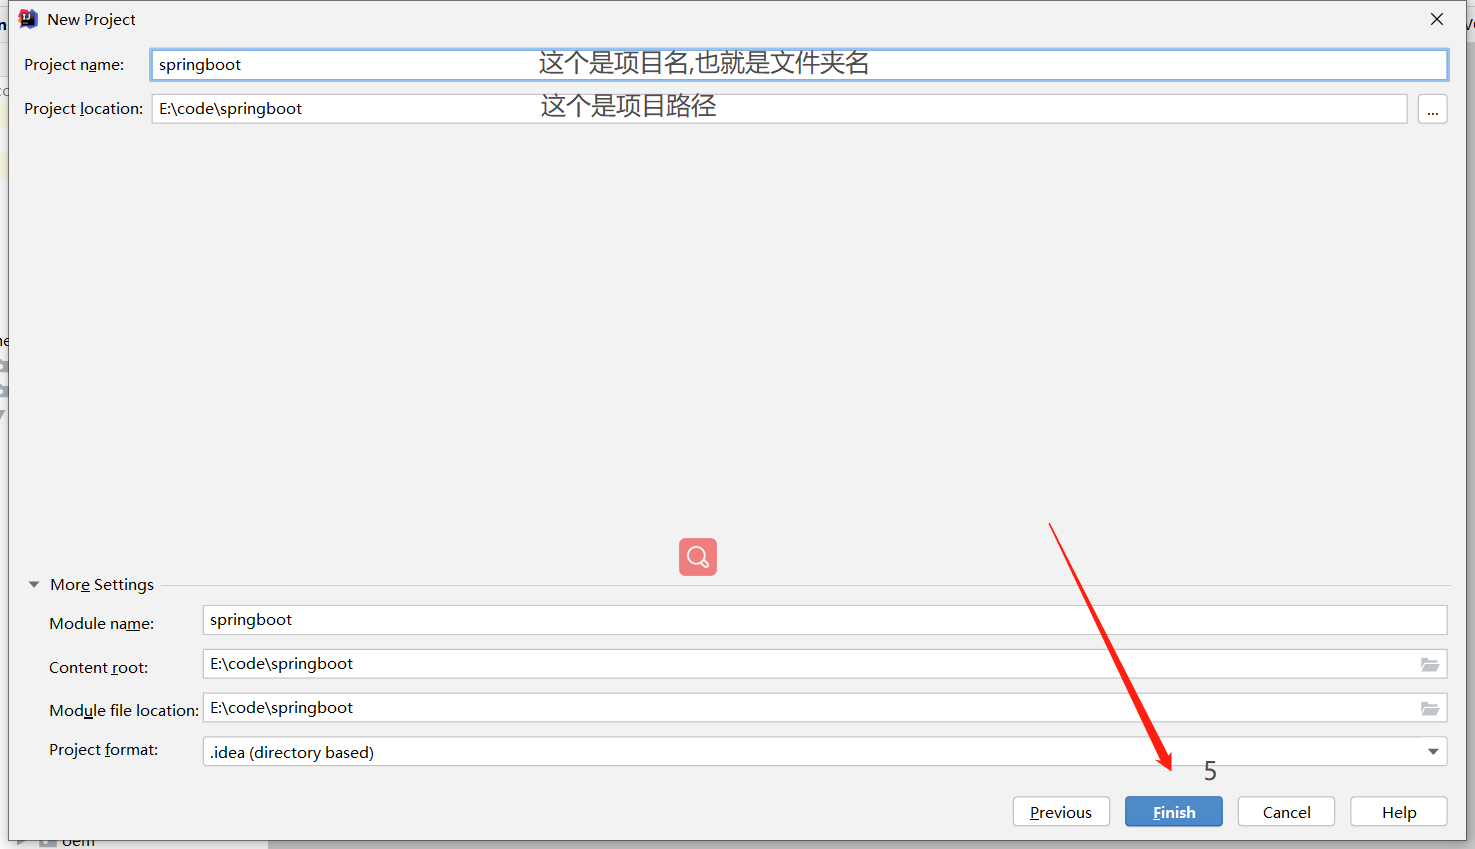 New Project
Project name: springboot 这个是项目名,也就是文件夹名
Project location: E:\code\springboot 这个是项目路径 ...
More Settings
Module name: springboot
Content root: E:\code\springboot
Module file location: E:\code\springboot
Project format: .idea (directory based)
5
Previous Finish Cancel Help
oem